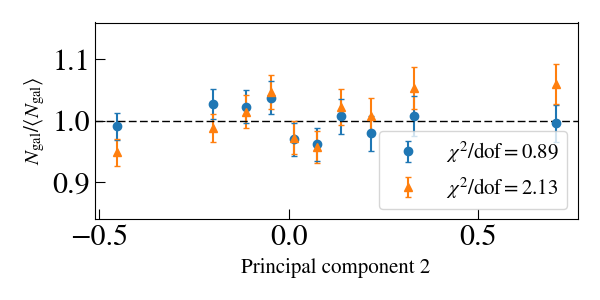 1.1
1.0
0.9
N_gal/⟨N_gal⟩
χ²/dof = 0.89
χ²/dof = 2.13
−0.5
0.0
0.5
Principal component 2